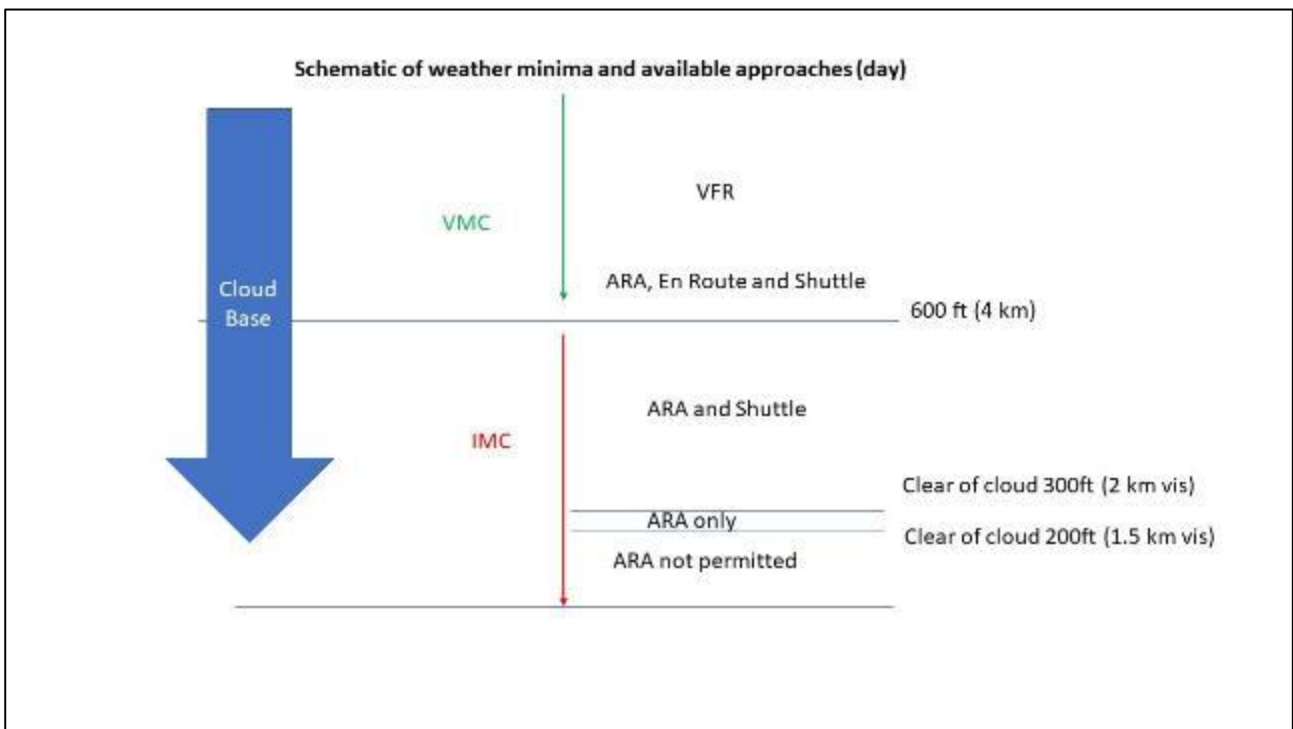 Schematic of weather minima and available approaches (day)
VFR
VMC
Cloud
Base
ARA, En Route and Shuttle
600 ft (4 km)
ARA and Shuttle
IMC
Clear of cloud 300ft (2 km vis)
ARA only
Clear of cloud 200ft (1.5 km vis)
ARA not permitted